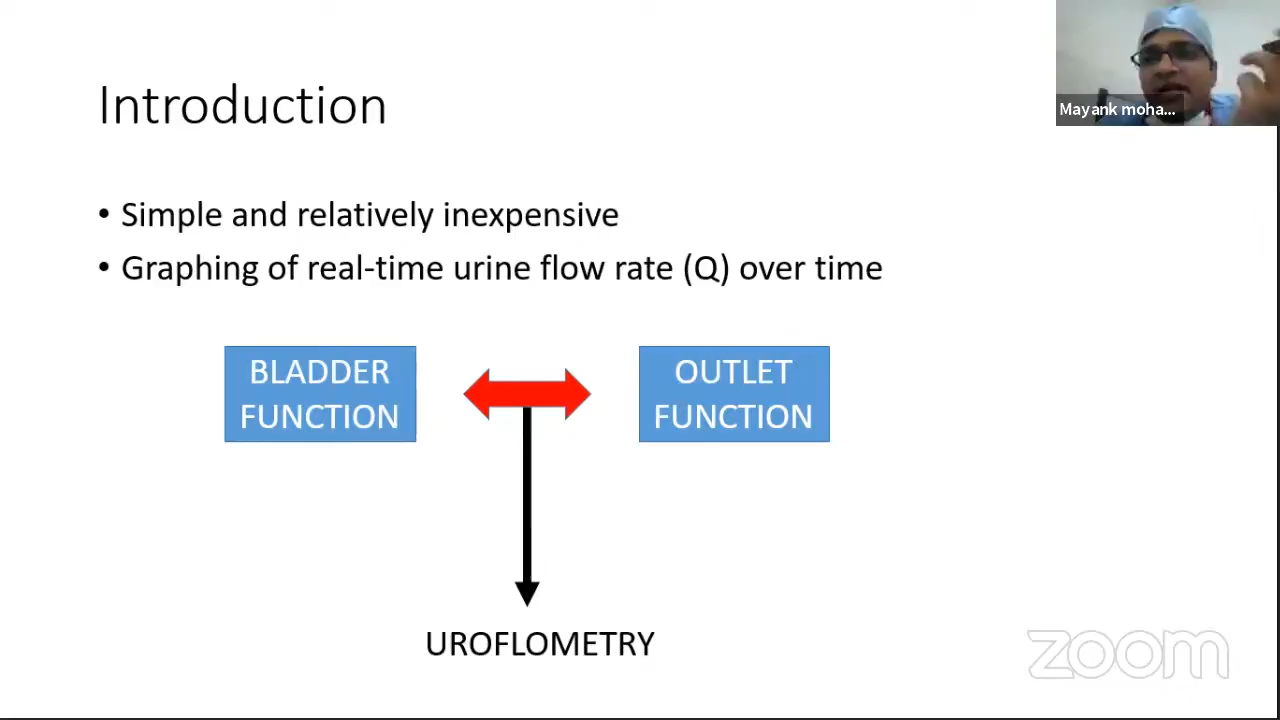 Introduction
Mayank moha...
• Simple and relatively inexpensive
• Graphing of real-time urine flow rate (Q) over time
BLADDER
FUNCTION
OUTLET
FUNCTION
UROFLOMETRY
zoom